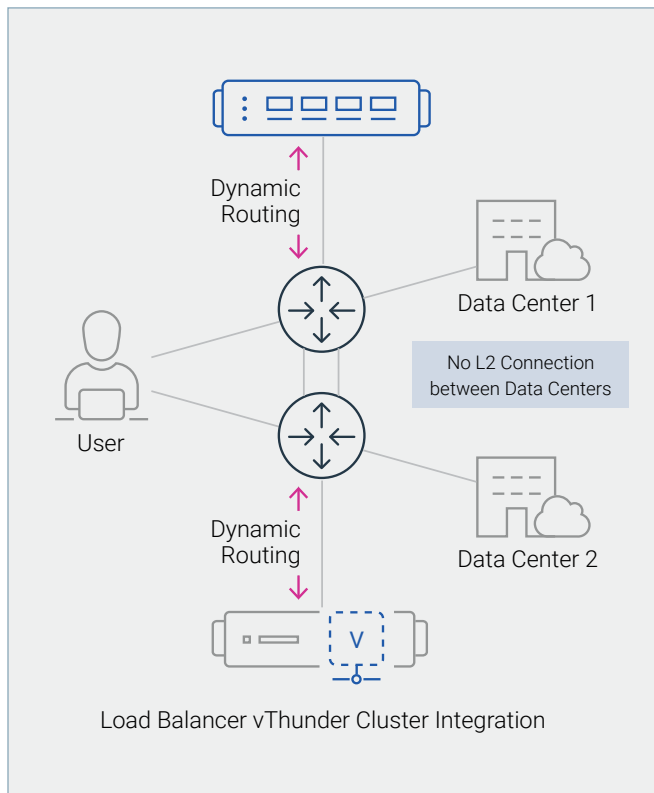 Dynamic
Routing
Data Center 1
No L2 Connection
between Data Centers
User
Dynamic
Routing
Data Center 2
V
Load Balancer vThunder Cluster Integration